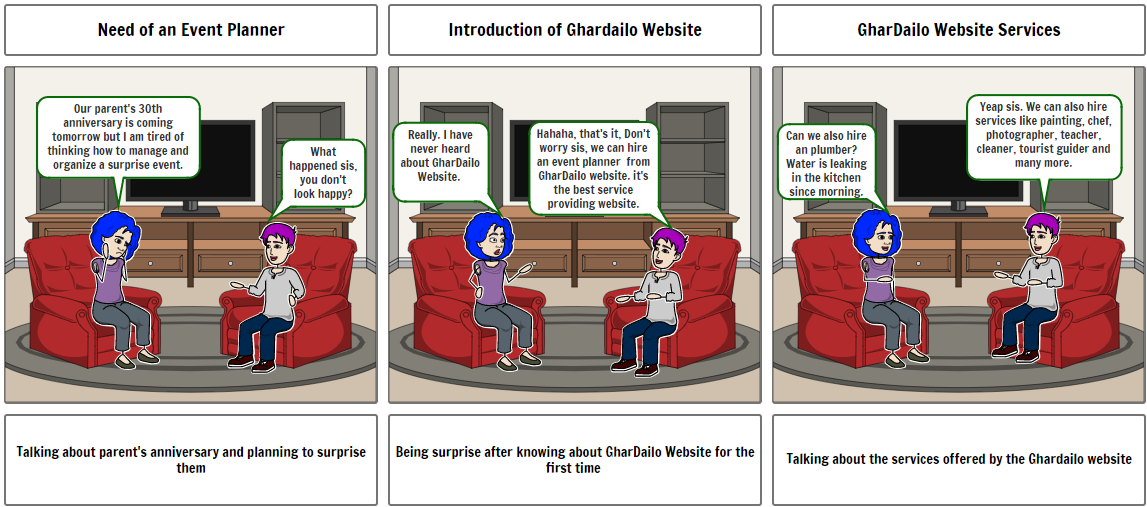 Need of an Event Planner
Our parent's 30th
anniversary is coming
tomorrow but I am tired of
thinking how to manage and
organize a surprise event.
What
happened sis,
you don't
look happy?
Talking about parent's anniversary and planning to surprise
them
Introduction of Ghardailo Website
Really. I have
never heard
about GharDailo
Website.
Hahaha, that's it, Don't
worry sis, we can hire
an event planner from
GharDailo website. it's
the best service
providing website.
Being surprise after knowing about GharDailo Website for the
first time
GharDailo Website Services
Can we also hire
an plumber?
Water is leaking
in the kitchen
since morning.
Yeap sis. We can also hire
services like painting, chef,
photographer, teacher,
cleaner, tourist guider and
many more.
Talking about the services offered by the Ghardailo website